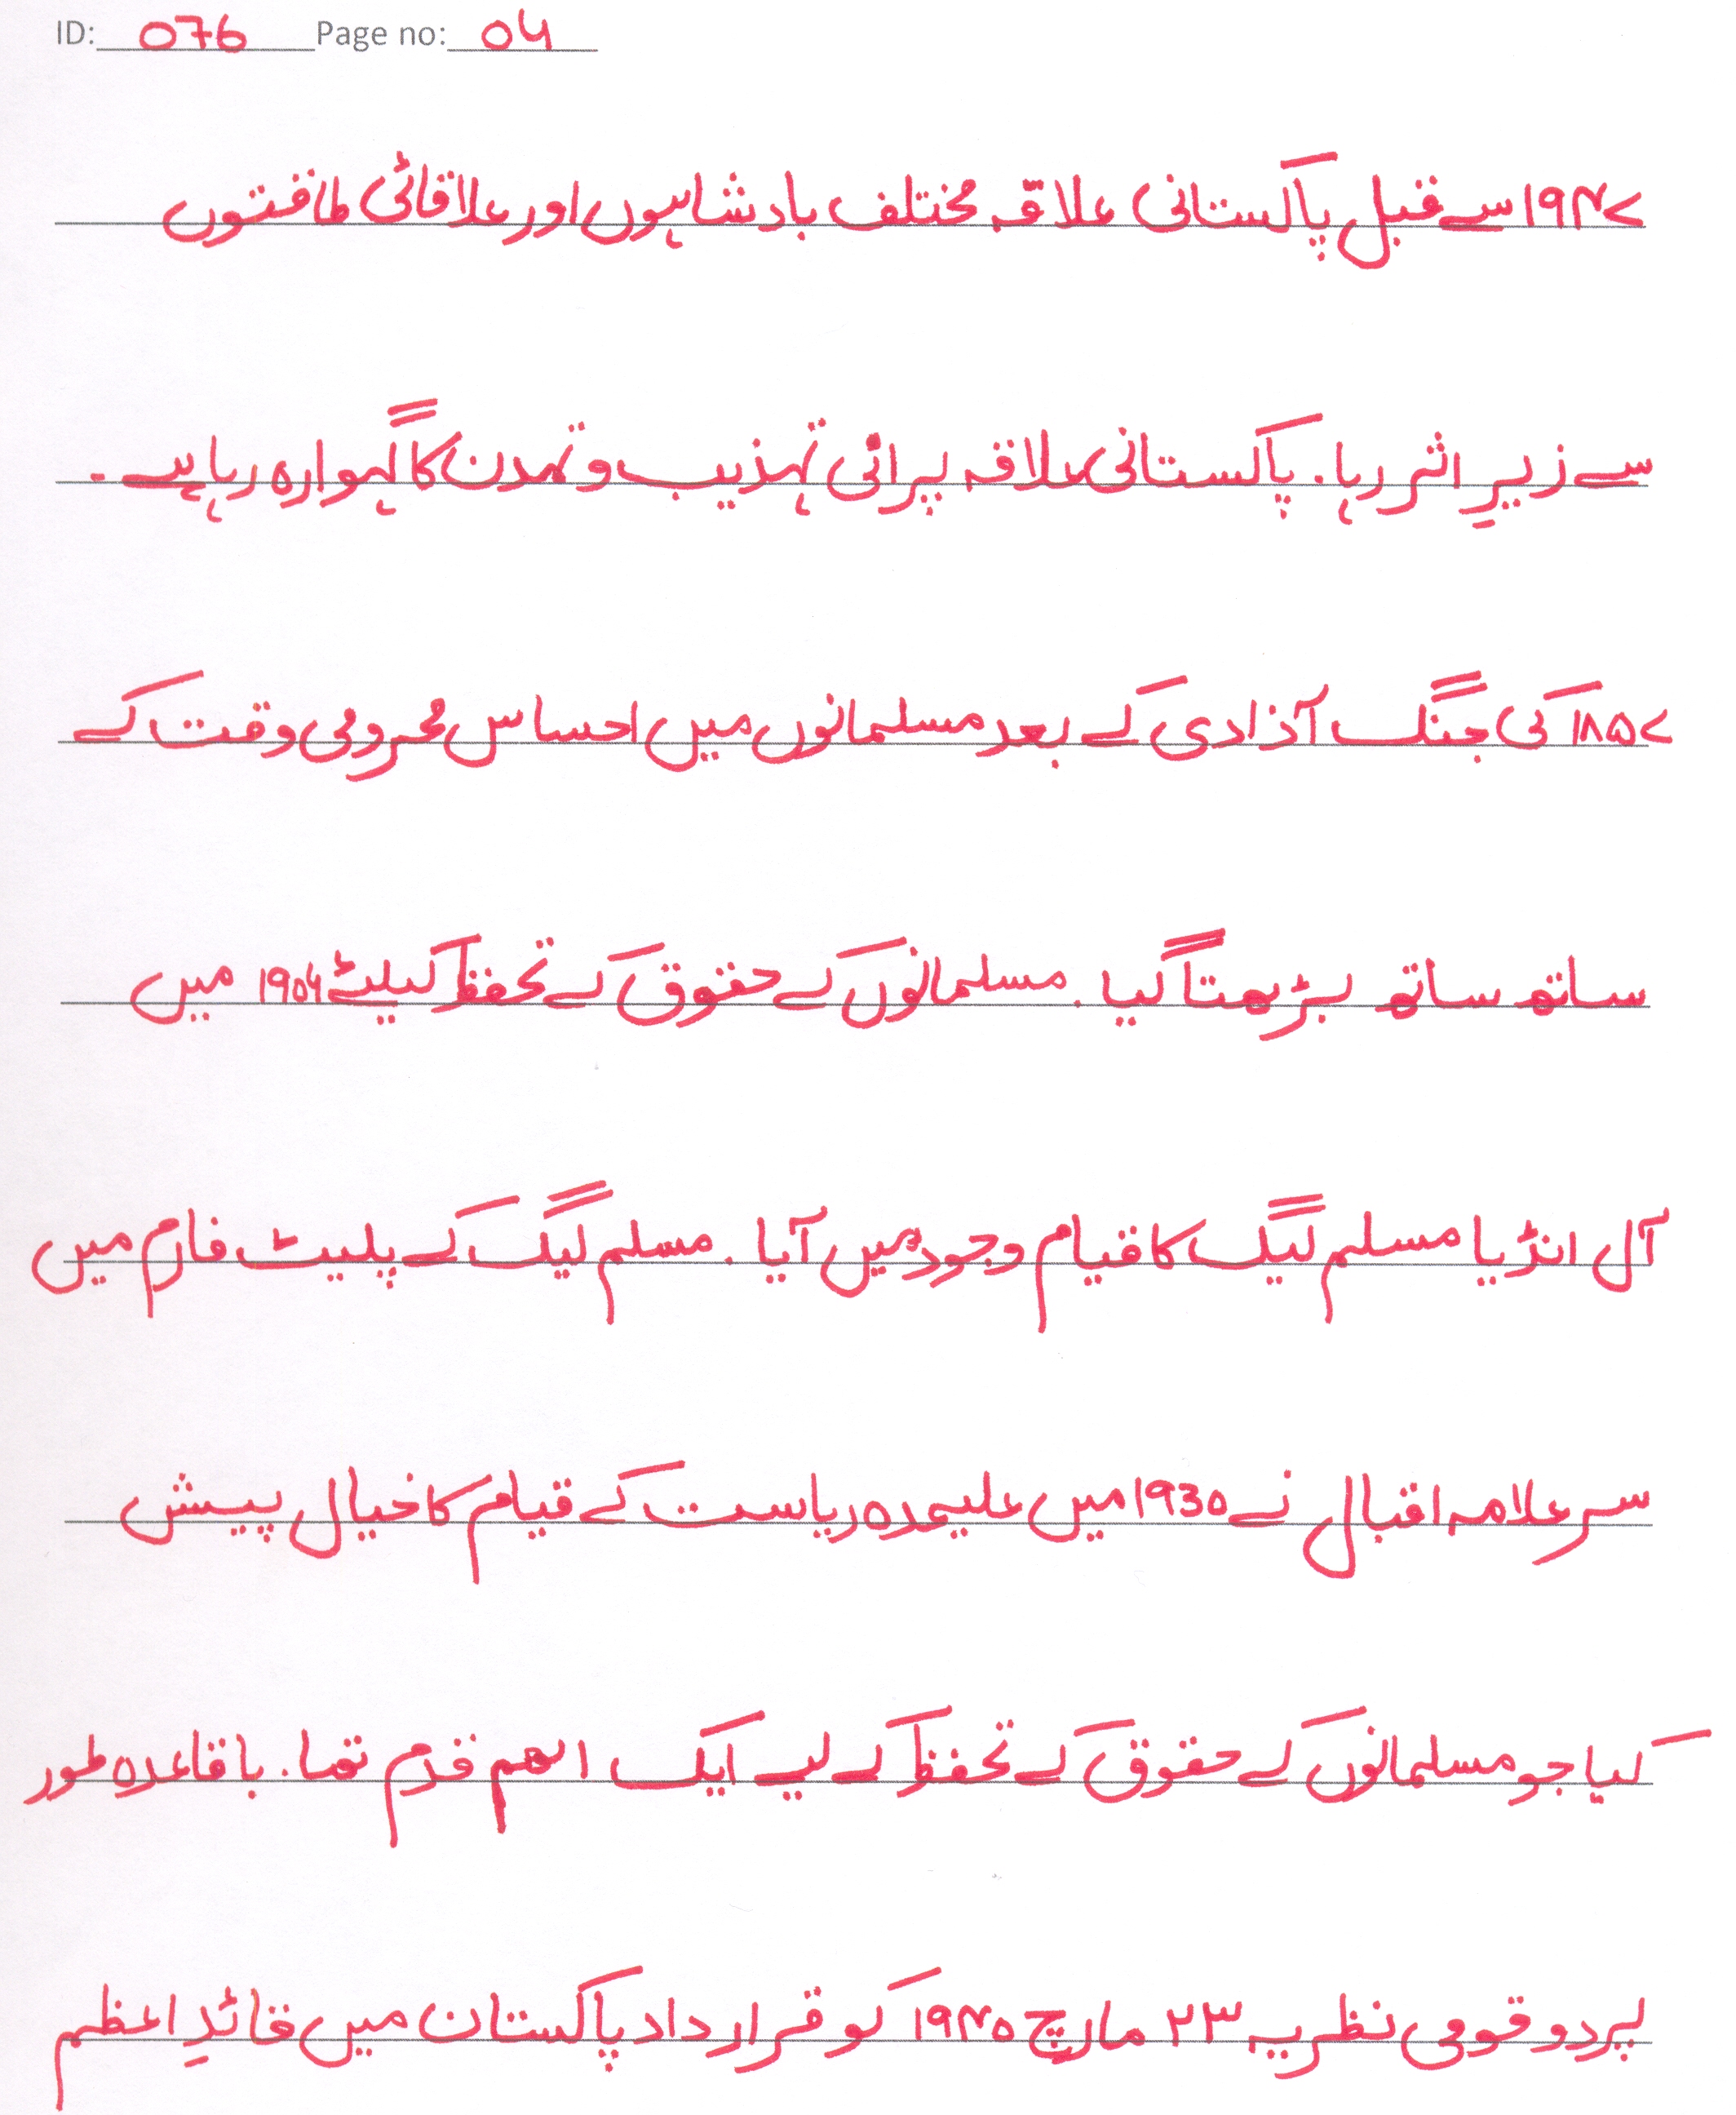 ID: 076 Page no: 04
۱۹۴۷ سے قبل پاکستانی علاقہ مختلف بادشاہوں اور علاقائی طاقتوں
سے زیرِ اثر رہا. پاکستانی علاقہ پرانی تہذیب و تمدن کا گہوارہ رہا ہے۔
۱۸۵۷ کی جنگ آذادی کے بعد مسلمانوں میں احساس محرومی وقت کے
ساتھ ساتھ بڑھتا گیا. مسلمانوں کے حقوق کے تحفظ کیلئے ۱۹۰۶ میں
آل انڈیا مسلم لیگ کا قیام وجود میں آیا. مسلم لیگ کے پلیٹ فارم میں
سر علامہ اقبال نے 1930 میں علیحدہ ریاست کے قیام کا خیال پیش
کیا جو مسلمانوں کے حقوق کے تحفظ کے لیے ایک اہم قدم تھا. باقاعدہ طور
پر دو قومی نظریہ ۲۳ مارچ ۱۹۴۰ کو قرارداد پاکستان میں قائدِ اعظم